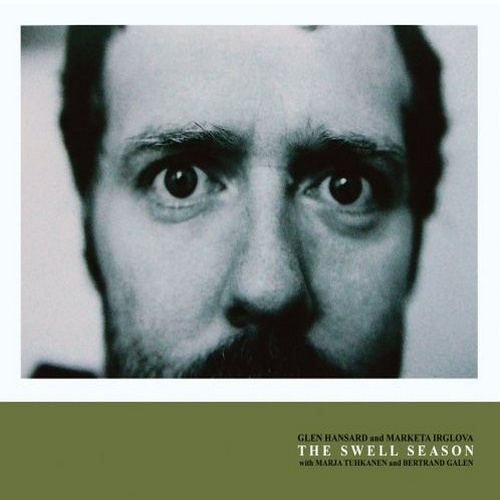 GLEN HANSARD and MARKETA IRGLOVA
THE SWELL SEASON
with MARJA TUHKANEN and BERTRAND GALEN